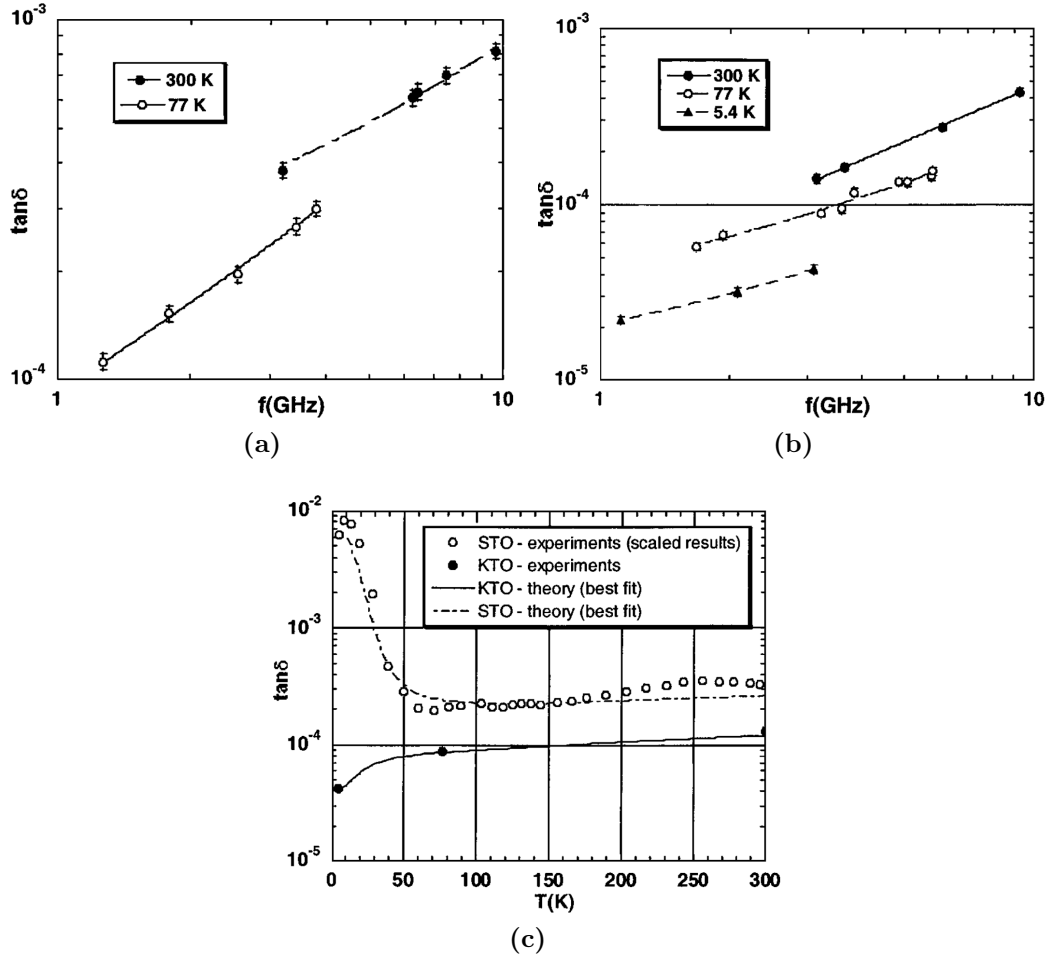 10⁻³
tanδ
10⁻⁴
300 K
77 K
1
10
f(GHz)
(a)
10⁻³
tanδ
10⁻⁴
10⁻⁵
300 K
77 K
5.4 K
1
10
f(GHz)
(b)
10⁻²
10⁻³
tanδ
10⁻⁴
10⁻⁵
STO - experiments (scaled results)
KTO - experiments
KTO - theory (best fit)
STO - theory (best fit)
0 50 100 150 200 250 300
T(K)
(c)